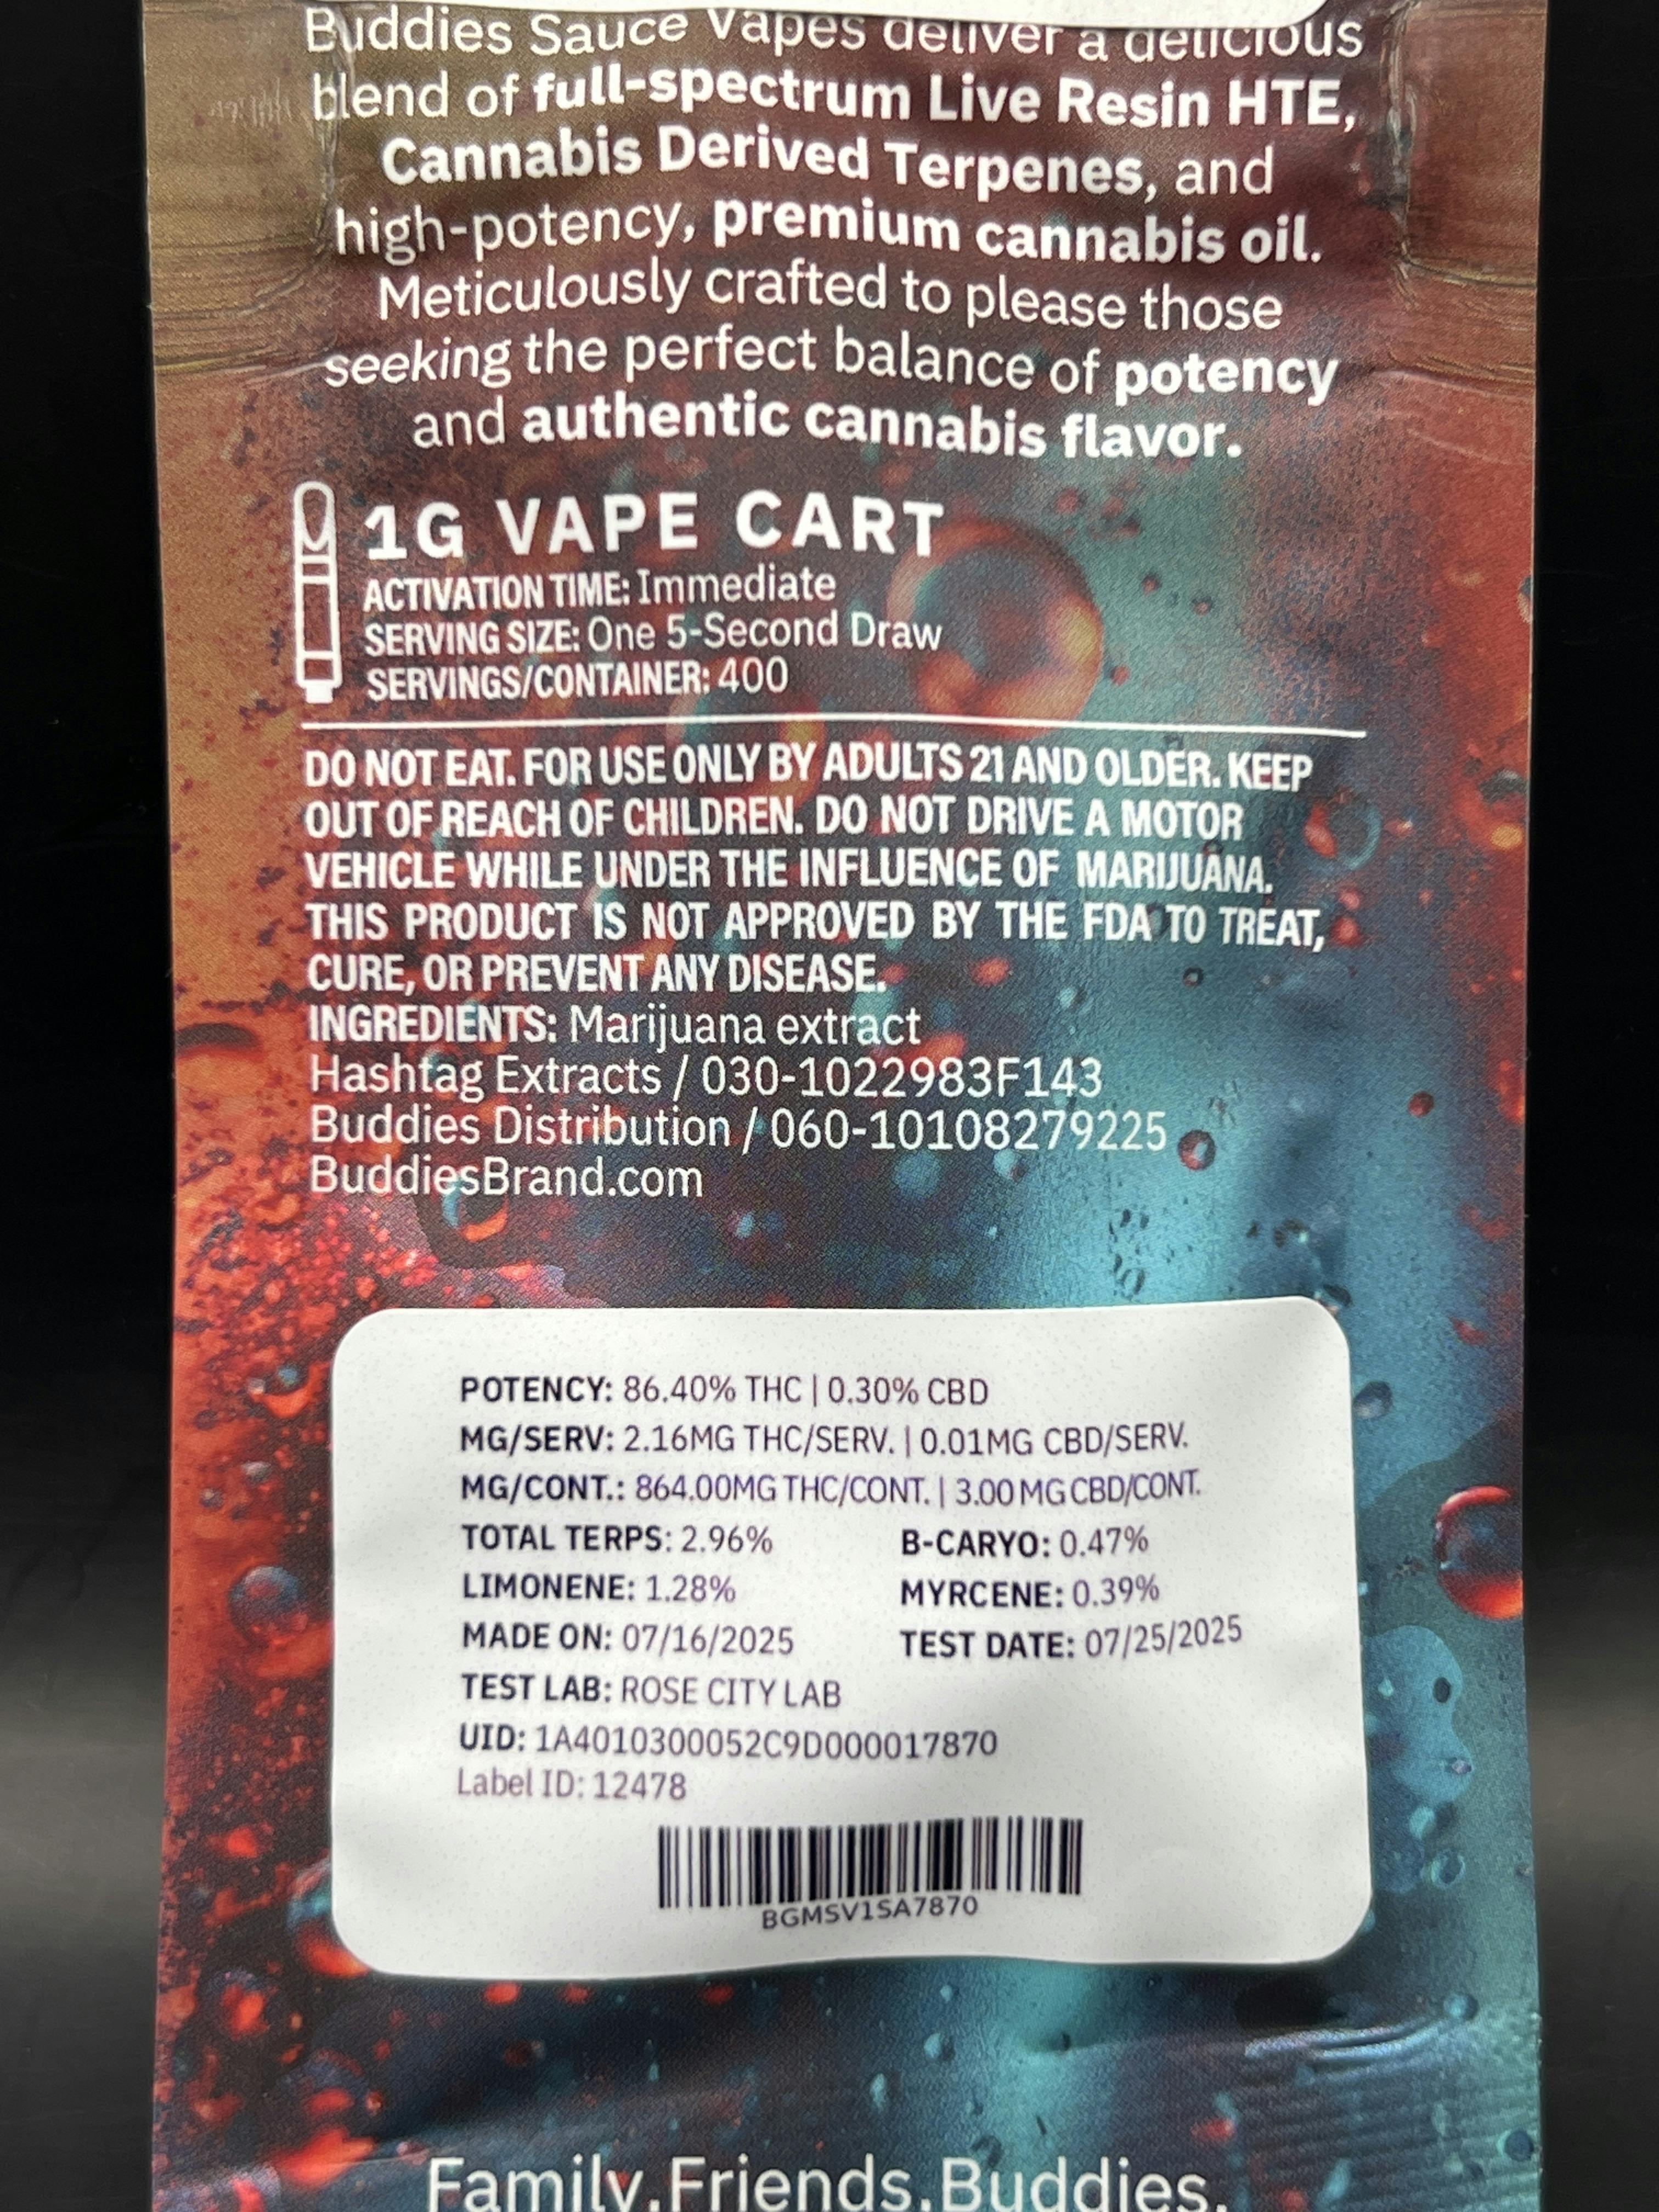 Buddies Sauce Vapes deliver a delicious
blend of full-spectrum Live Resin HTE,
Cannabis Derived Terpenes, and
high-potency, premium cannabis oil.
Meticulously crafted to please those
seeking the perfect balance of potency
and authentic cannabis flavor.
1G VAPE CART
ACTIVATION TIME: Immediate
SERVING SIZE: One 5-Second Draw
SERVINGS/CONTAINER: 400
DO NOT EAT. FOR USE ONLY BY ADULTS 21 AND OLDER. KEEP
OUT OF REACH OF CHILDREN. DO NOT DRIVE A MOTOR
VEHICLE WHILE UNDER THE INFLUENCE OF MARIJUANA.
THIS PRODUCT IS NOT APPROVED BY THE FDA TO TREAT,
CURE, OR PREVENT ANY DISEASE.
INGREDIENTS: Marijuana extract
Hashtag Extracts / 030-1022983F143
Buddies Distribution / 060-10108279225
BuddiesBrand.com
POTENCY: 86.40% THC | 0.30% CBD
MG/SERV: 2.16MG THC/SERV. | 0.01MG CBD/SERV.
MG/CONT.: 864.00MG THC/CONT. | 3.00 MG CBD/CONT.
TOTAL TERPS: 2.96% B-CARYO: 0.47%
LIMONENE: 1.28% MYRCENE: 0.39%
MADE ON: 07/16/2025 TEST DATE: 07/25/2025
TEST LAB: ROSE CITY LAB
UID: 1A4010300052C9D000017870
Label ID: 12478
BGMSV1SA7870
Family.Friends.Buddies.